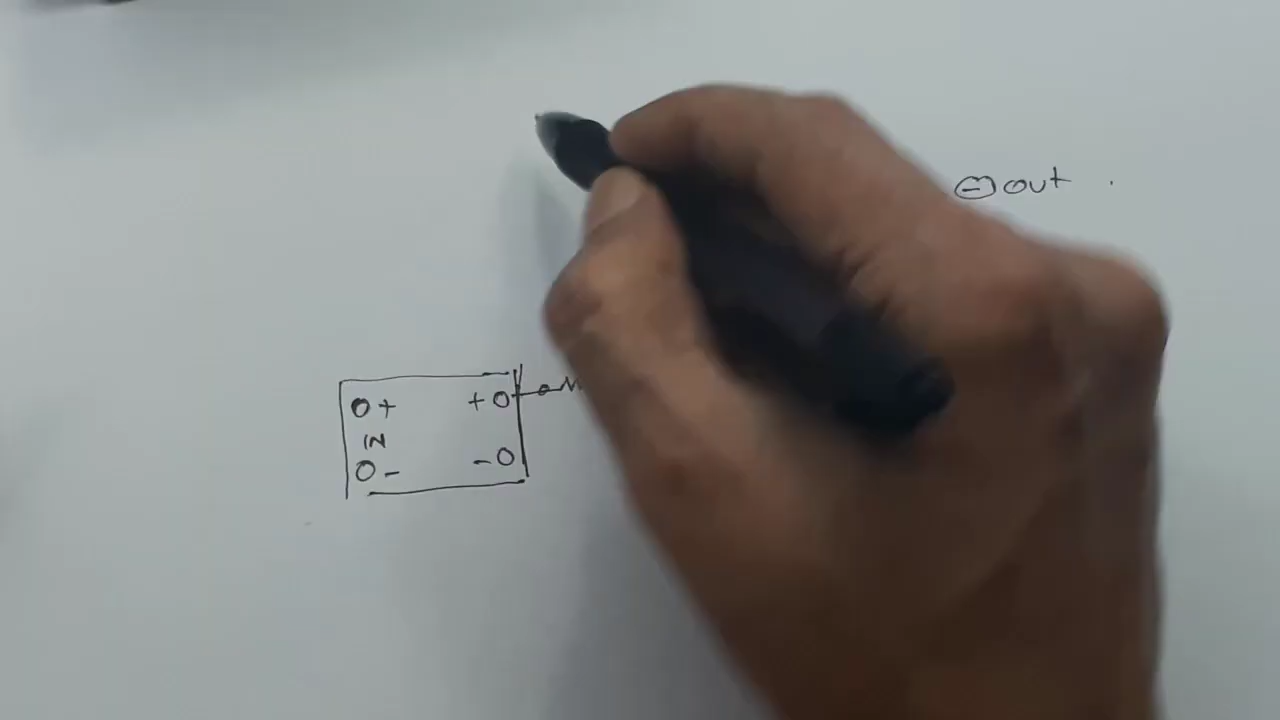 ⊖ out
O + + O
IN
O - - O